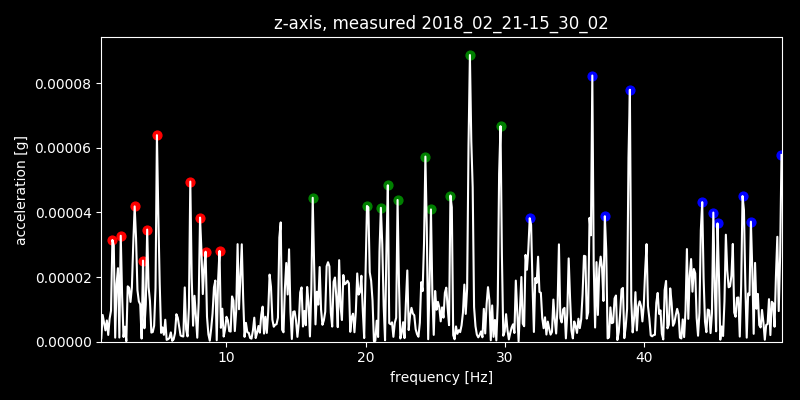 z-axis, measured 2018_02_21-15_30_02
0.00008
0.00006
0.00004
0.00002
0.00000
acceleration [g]
10 20 30 40
frequency [Hz]